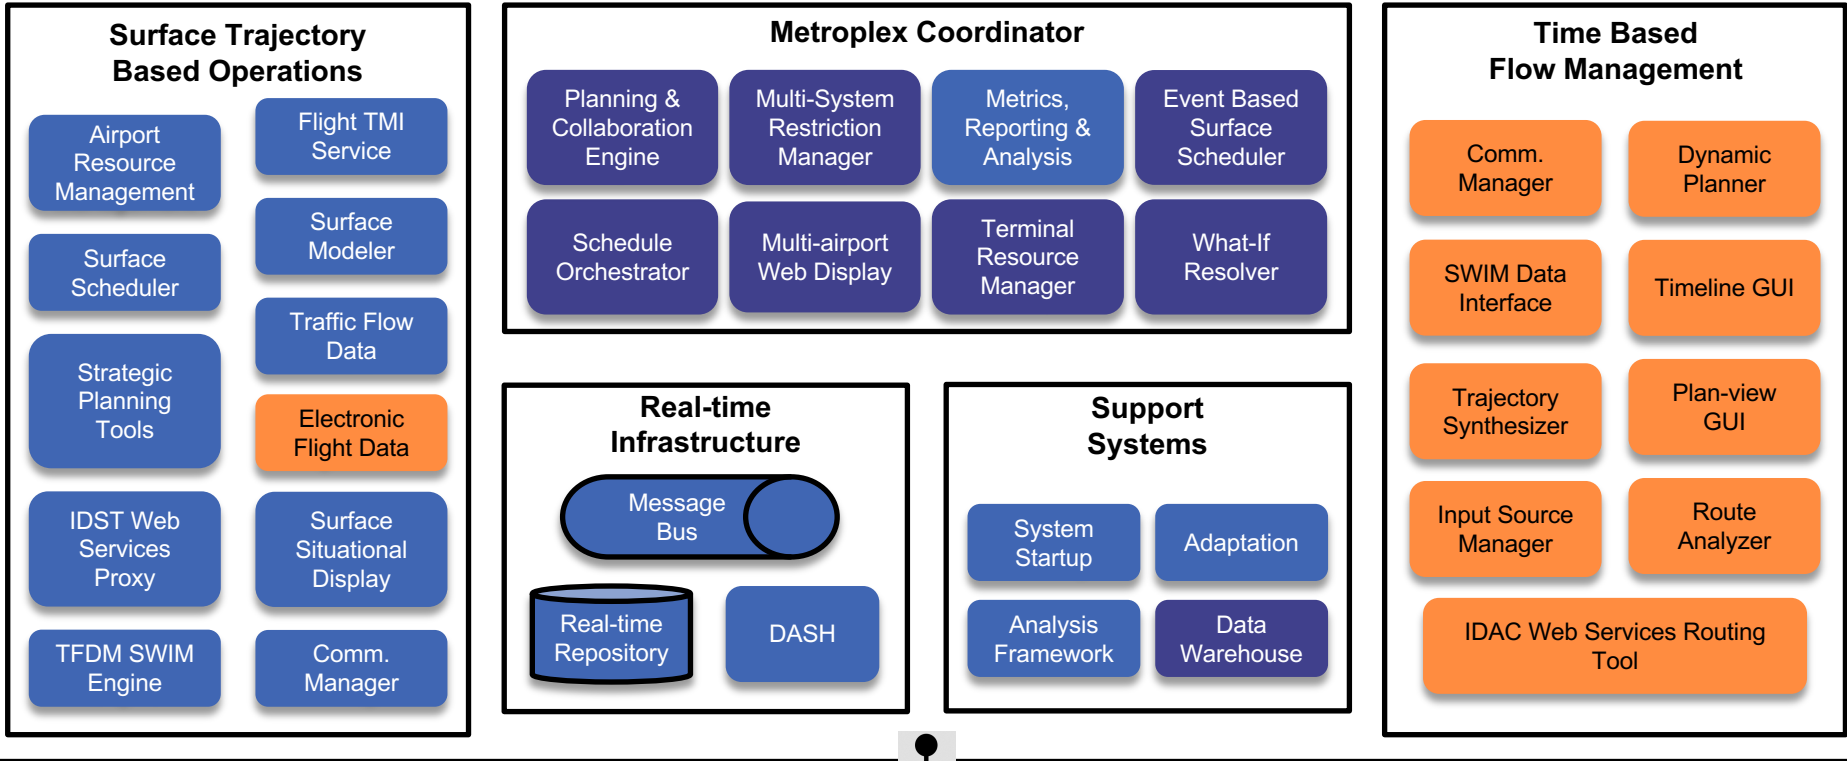 Surface Trajectory
Based Operations
Airport
Resource
Management
Flight TMI
Service
Surface
Scheduler
Surface
Modeler
Strategic
Planning
Tools
Traffic Flow
Data
Electronic
Flight Data
IDST Web
Services
Proxy
Surface
Situational
Display
TFDM SWIM
Engine
Comm.
Manager
Metroplex Coordinator
Planning &
Collaboration
Engine
Multi-System
Restriction
Manager
Metrics,
Reporting &
Analysis
Event Based
Surface
Scheduler
Schedule
Orchestrator
Multi-airport
Web Display
Terminal
Resource
Manager
What-If
Resolver
Real-time
Infrastructure
Message
Bus
Real-time
Repository
DASH
Support
Systems
System
Startup
Adaptation
Analysis
Framework
Data
Warehouse
Time Based
Flow Management
Comm.
Manager
Dynamic
Planner
SWIM Data
Interface
Timeline GUI
Trajectory
Synthesizer
Plan-view
GUI
Input Source
Manager
Route
Analyzer
IDAC Web Services Routing
Tool